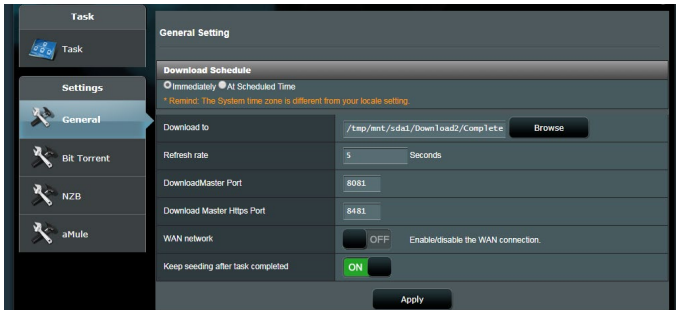 Task
Task
Settings
General
Bit Torrent
NZB
aMule
General Setting
Download Schedule
Immediately At Scheduled Time
* Remind: The System time zone is different from your locale setting.
Download to /tmp/mnt/sda1/Download2/Complete Browse
Refresh rate 5 Seconds
DownloadMaster Port 8081
Download Master Https Port 8481
WAN network OFF Enable/disable the WAN connection.
Keep seeding after task completed ON
Apply